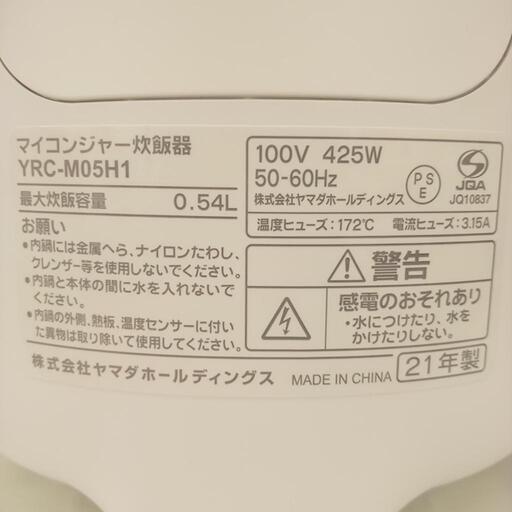 マイコンジャー炊飯器
YRC-M05H1
最大炊飯容量 0.54L
お願い
・内鍋には金属へら、ナイロンたわし、
クレンザー等を使用しないでください。
・内鍋と本体の間に水を入れないで
ください。
・内鍋の外側、熱板、温度センサーに付い
た異物は取り除いて使用してください。
株式会社ヤマダホールディングス
MADE IN CHINA
21年製
100V 425W
50-60Hz
株式会社ヤマダホールディングス
PS
E
JQA
JQ10837
温度ヒューズ:172℃ 電流ヒューズ:3.15A
警告
感電のおそれあり
・水につけたり、水を
かけたりしない。